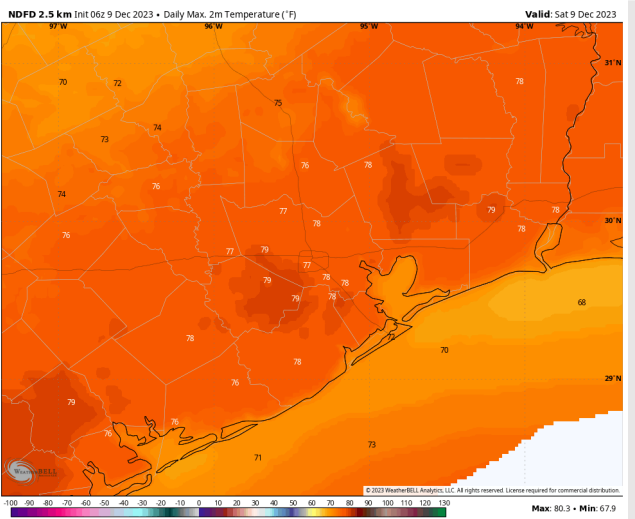 NDFD 2.5 km Init 06z 9 Dec 2023 • Daily Max. 2m Temperature (°F)
Valid: Sat 9 Dec 2023
97°W 96°W 95°W 94°W
31°N
70 72 78
75
74
73
76 78
76
74
77 79 78
30°N
78 78
76
77 79
77
79 78 78
79 78
68
78 72
70
78
29°N
76
79
76
76
73
71
WEATHERBELL
© 2023 WeatherBELL Analytics, LLC. All rights reserved. License required for commercial distribution.
-100 -90 -80 -70 -60 -50 -40 -30 -20 -10 0 10 20 30 40 50 60 70 80 90 100 110 120 130
Max: 80.3 • Min: 67.9